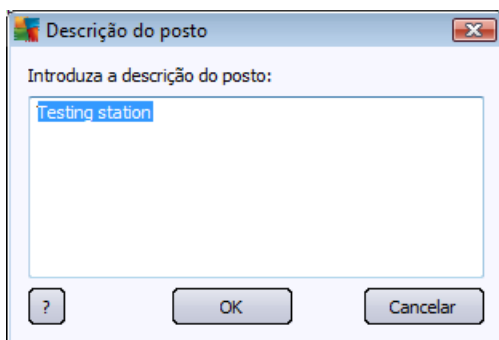 Descrição do posto
Introduza a descrição do posto:
Testing station
? OK Cancelar